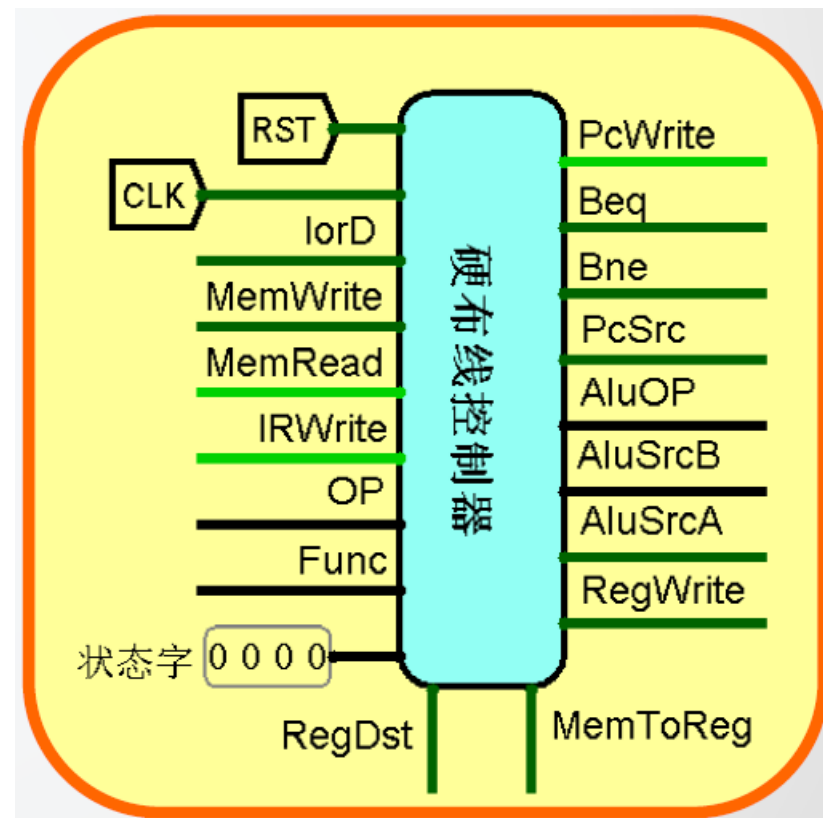 RST
CLK
IorD
MemWrite
MemRead
IRWrite
OP
Func
状态字 0 0 0 0
硬布线控制器
PcWrite
Beq
Bne
PcSrc
AluOP
AluSrcB
AluSrcA
RegWrite
RegDst
MemToReg